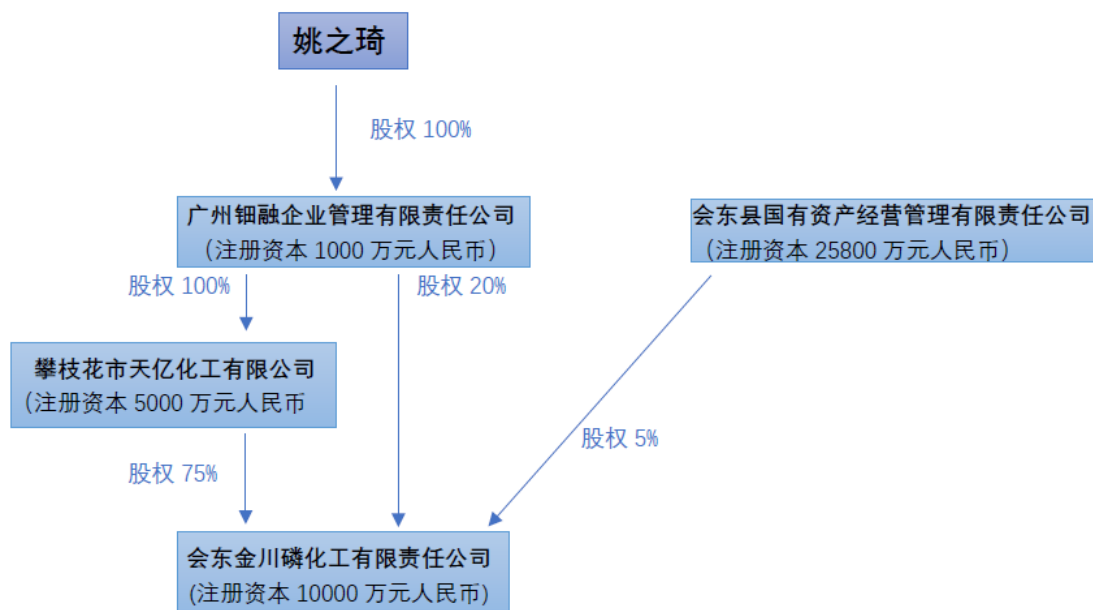 姚之琦
股权 100%
广州钿融企业管理有限责任公司
（注册资本 1000 万元人民币）
会东县国有资产经营管理有限责任公司
（注册资本 25800 万元人民币）
股权 100%
股权 20%
攀枝花市天亿化工有限公司
（注册资本 5000 万元人民币
股权 5%
股权 75%
会东金川磷化工有限责任公司
(注册资本 10000 万元人民币)